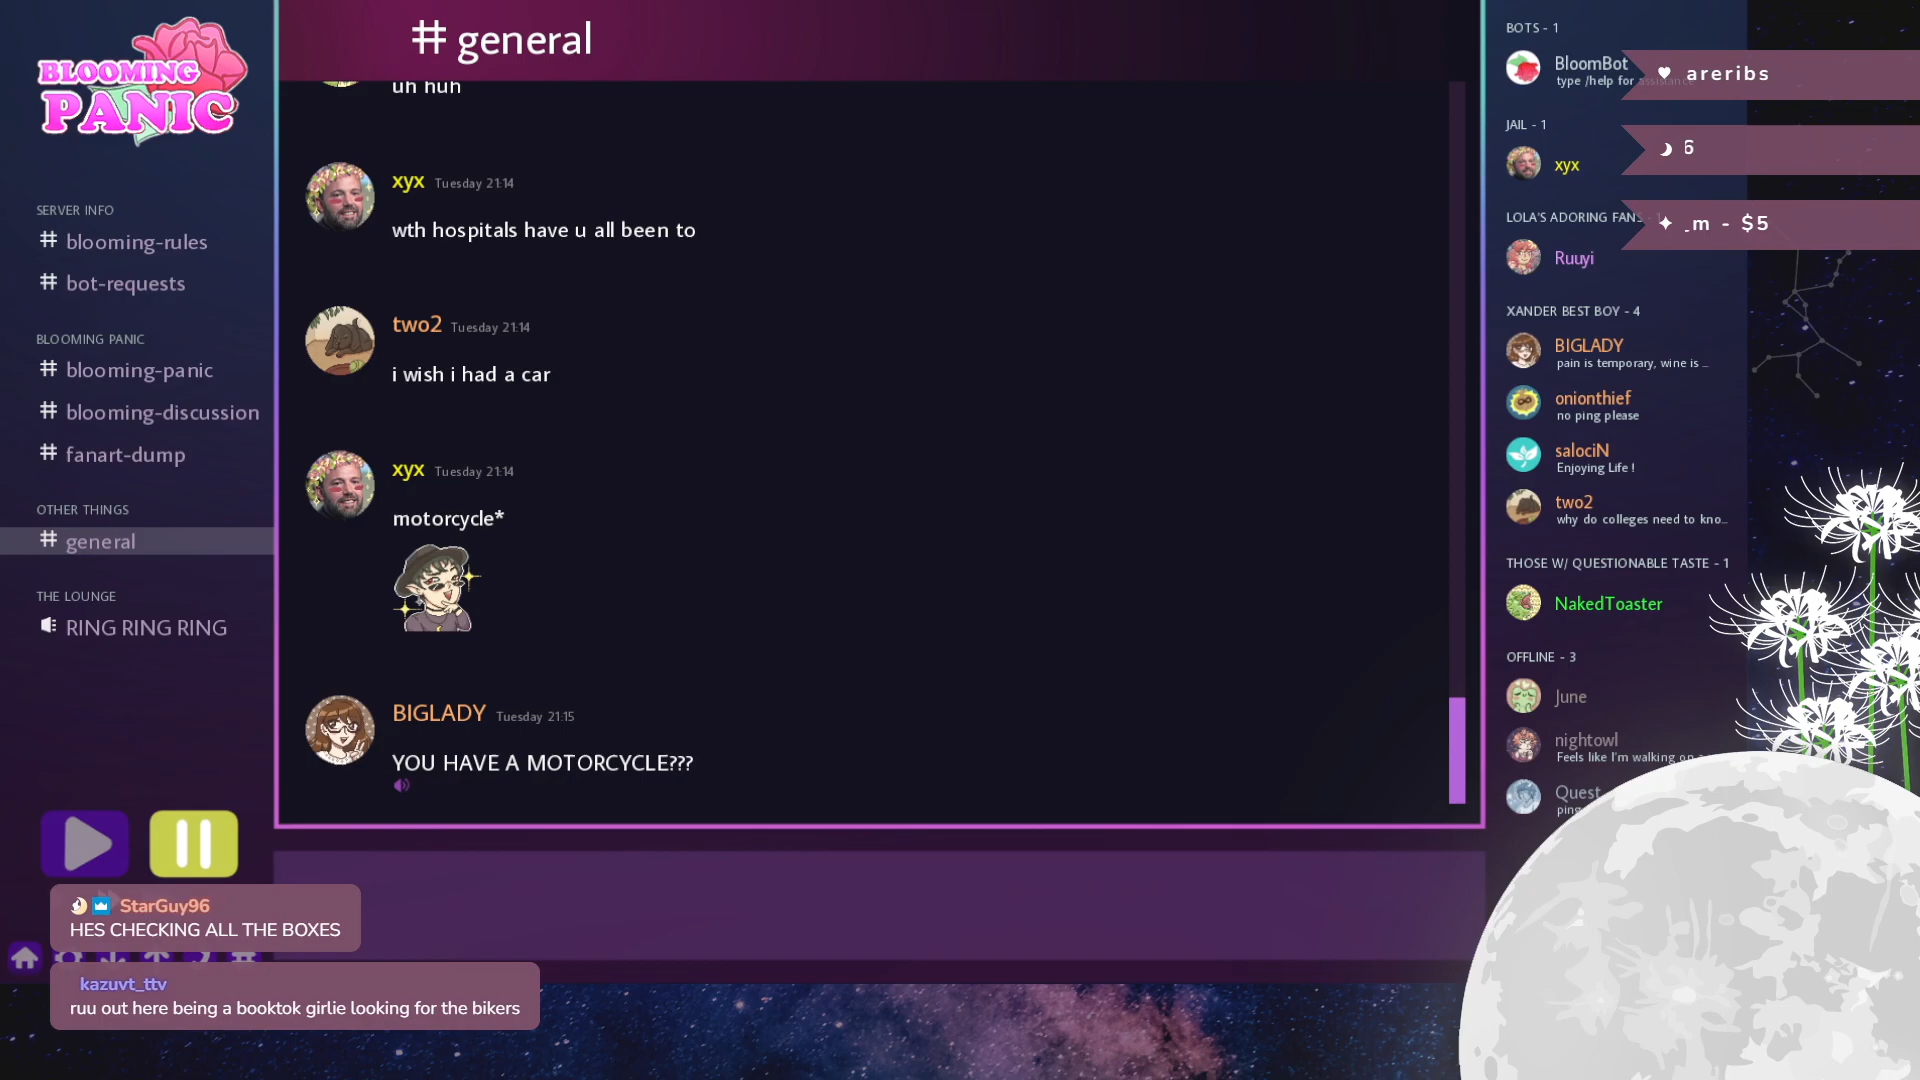 BLOOMING
PANIC
SERVER INFO
# blooming-rules
# bot-requests
BLOOMING PANIC
# blooming-panic
# blooming-discussion
# fanart-dump
OTHER THINGS
# general
THE LOUNGE
RING RING RING
# general
uh huh
xyx Tuesday 21:14
wth hospitals have u all been to
two2 Tuesday 21:14
i wish i had a car
xyx Tuesday 21:14
motorcycle*
BIGLADY Tuesday 21:15
YOU HAVE A MOTORCYCLE???
StarGuy96
HES CHECKING ALL THE BOXES
kazuvt_ttv
ruu out here being a booktok girlie looking for the bikers
BOTS - 1
BloomBot
type /help for assistance
JAIL - 1
xyx
LOLA'S ADORING FANS - 1
Ruuyi
XANDER BEST BOY - 4
BIGLADY
pain is temporary, wine is ...
onionthief
no ping please
salociN
Enjoying Life !
two2
why do colleges need to kno...
THOSE W/ QUESTIONABLE TASTE - 1
NakedToaster
OFFLINE - 3
June
nightowl
Feels like I'm walking on
Quest
ping
areribs
6
_m - $5